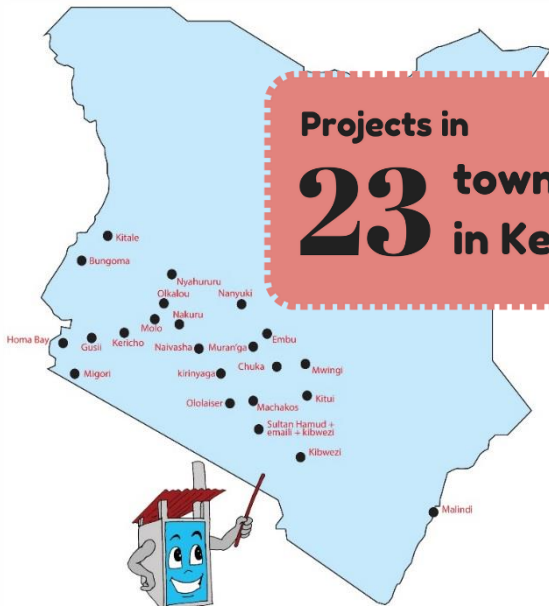 Projects in
23 town
in Ke
Kitale
Bungoma
Nyahururu
Olkalou
Nanyuki
Nakuru
Molo
Embu
Homa Bay
Gusii
Kericho
Naivasha
Muran'ga
Chuka
Mwingi
Migori
kirinyaga
Kitui
Ololaiser
Machakos
Sultan Hamud +
emaili + kibwezi
Kibwezi
Malindi